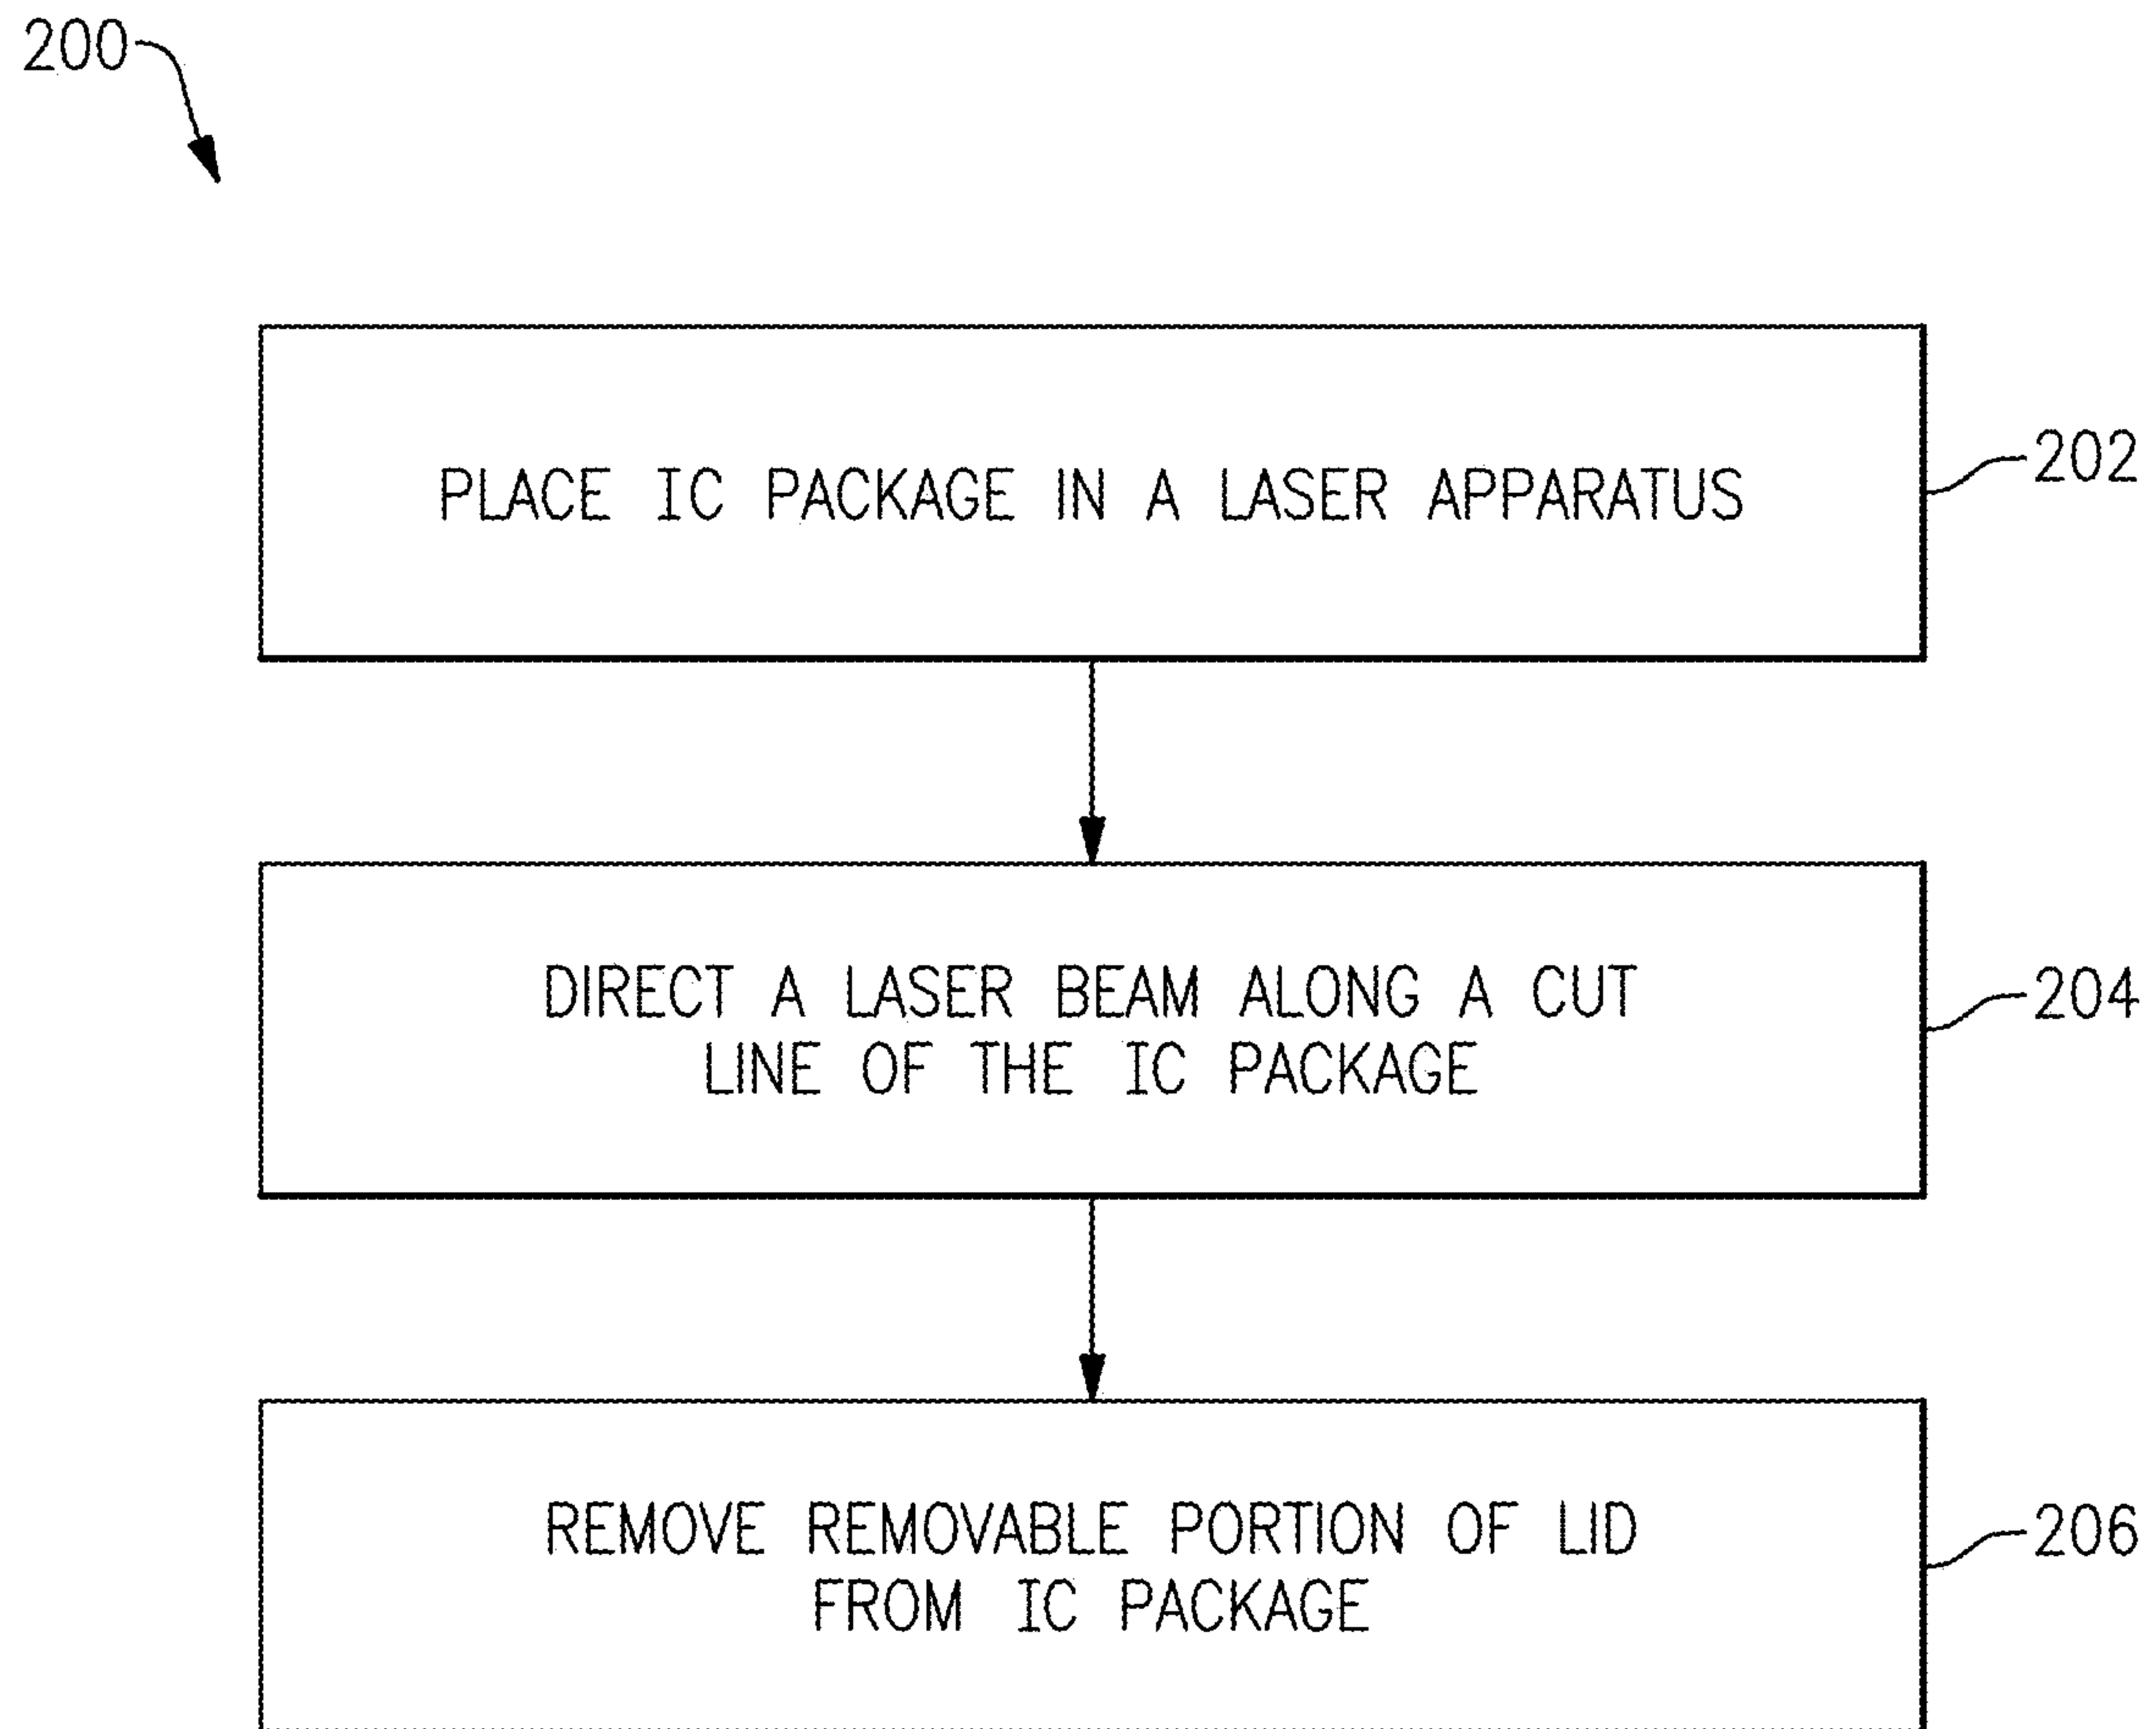 200
PLACE IC PACKAGE IN A LASER APPARATUS
202
DIRECT A LASER BEAM ALONG A CUT
LINE OF THE IC PACKAGE
204
REMOVE REMOVABLE PORTION OF LID
FROM IC PACKAGE
206